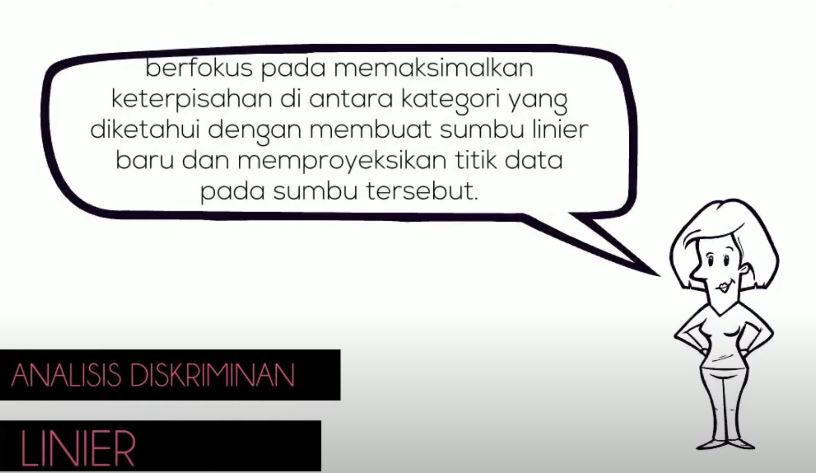 berfokus pada memaksimalkan
keterpisahan di antara kategori yang
diketahui dengan membuat sumbu linier
baru dan memproyeksikan titik data
pada sumbu tersebut.
ANALISIS DISKRIMINAN
LINIER